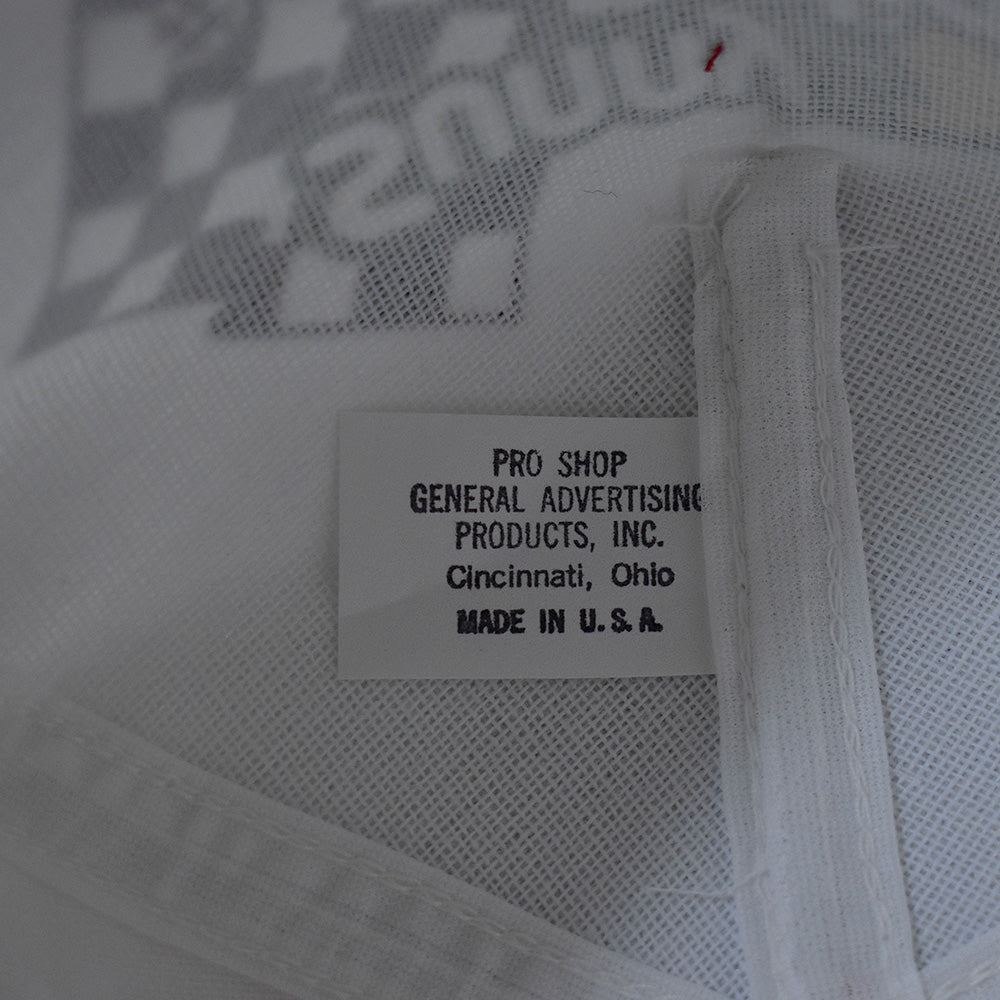 PRO SHOP
GENERAL ADVERTISING
PRODUCTS, INC.
Cincinnati, Ohio
MADE IN U.S.A.